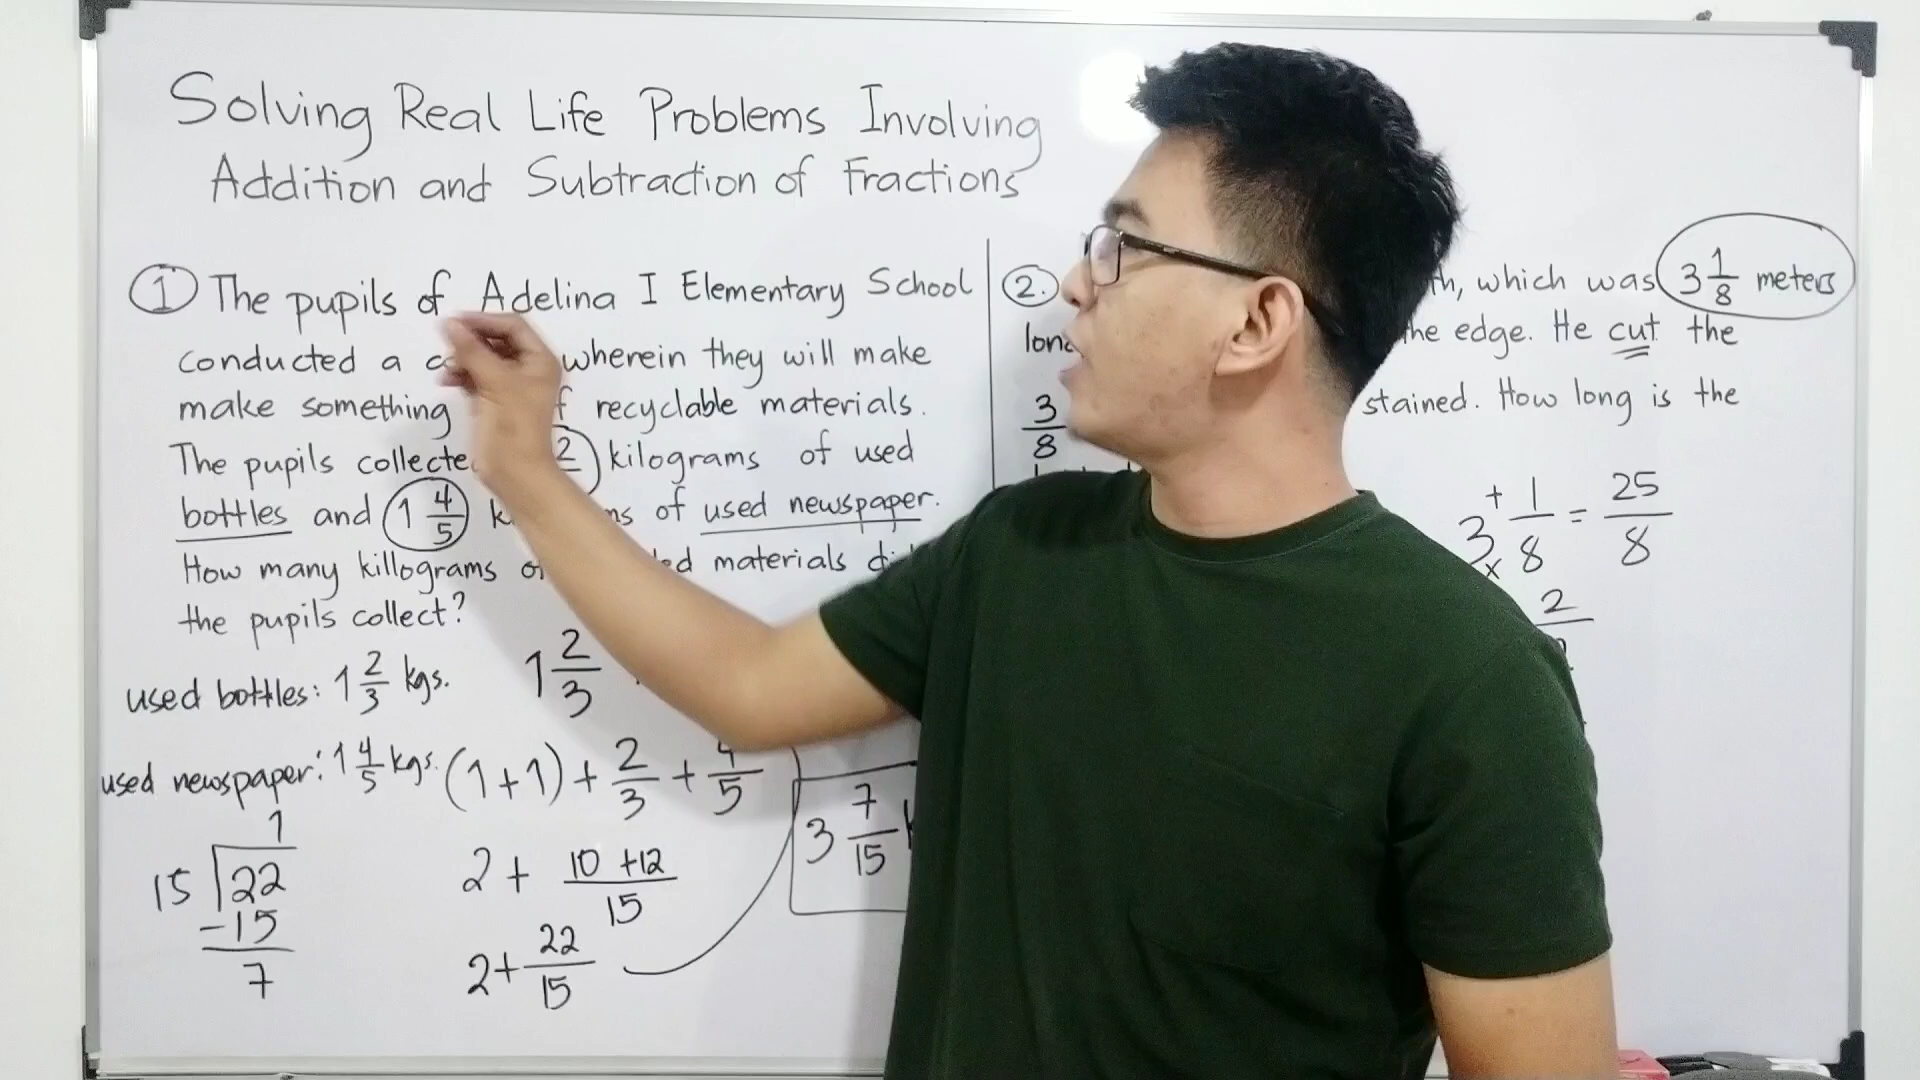 Solving Real Life Problems Involving
Addition and Subtraction of Fractions
1 The pupils of Adelina I Elementary School
conducted a wherein they will make
make something recyclable materials.
The pupils 2 kilograms of used
bottles and 1 4/5 of used newspaper.
How many killograms materials
the pupils collect?
used bottles: 1 2/3 kgs. 1 2/3
used newspaper: 1 4/5 kgs. (1+1) + 2/3 + 4/5
1
15 22
-15
7
2 + 10 +12 / 15
2 + 22/15
3 7/15
2. which was 3 1/8 meters
the edge. He cut the
3/8 stained. How long is the
3 + 1 / x 8 = 25/8
2